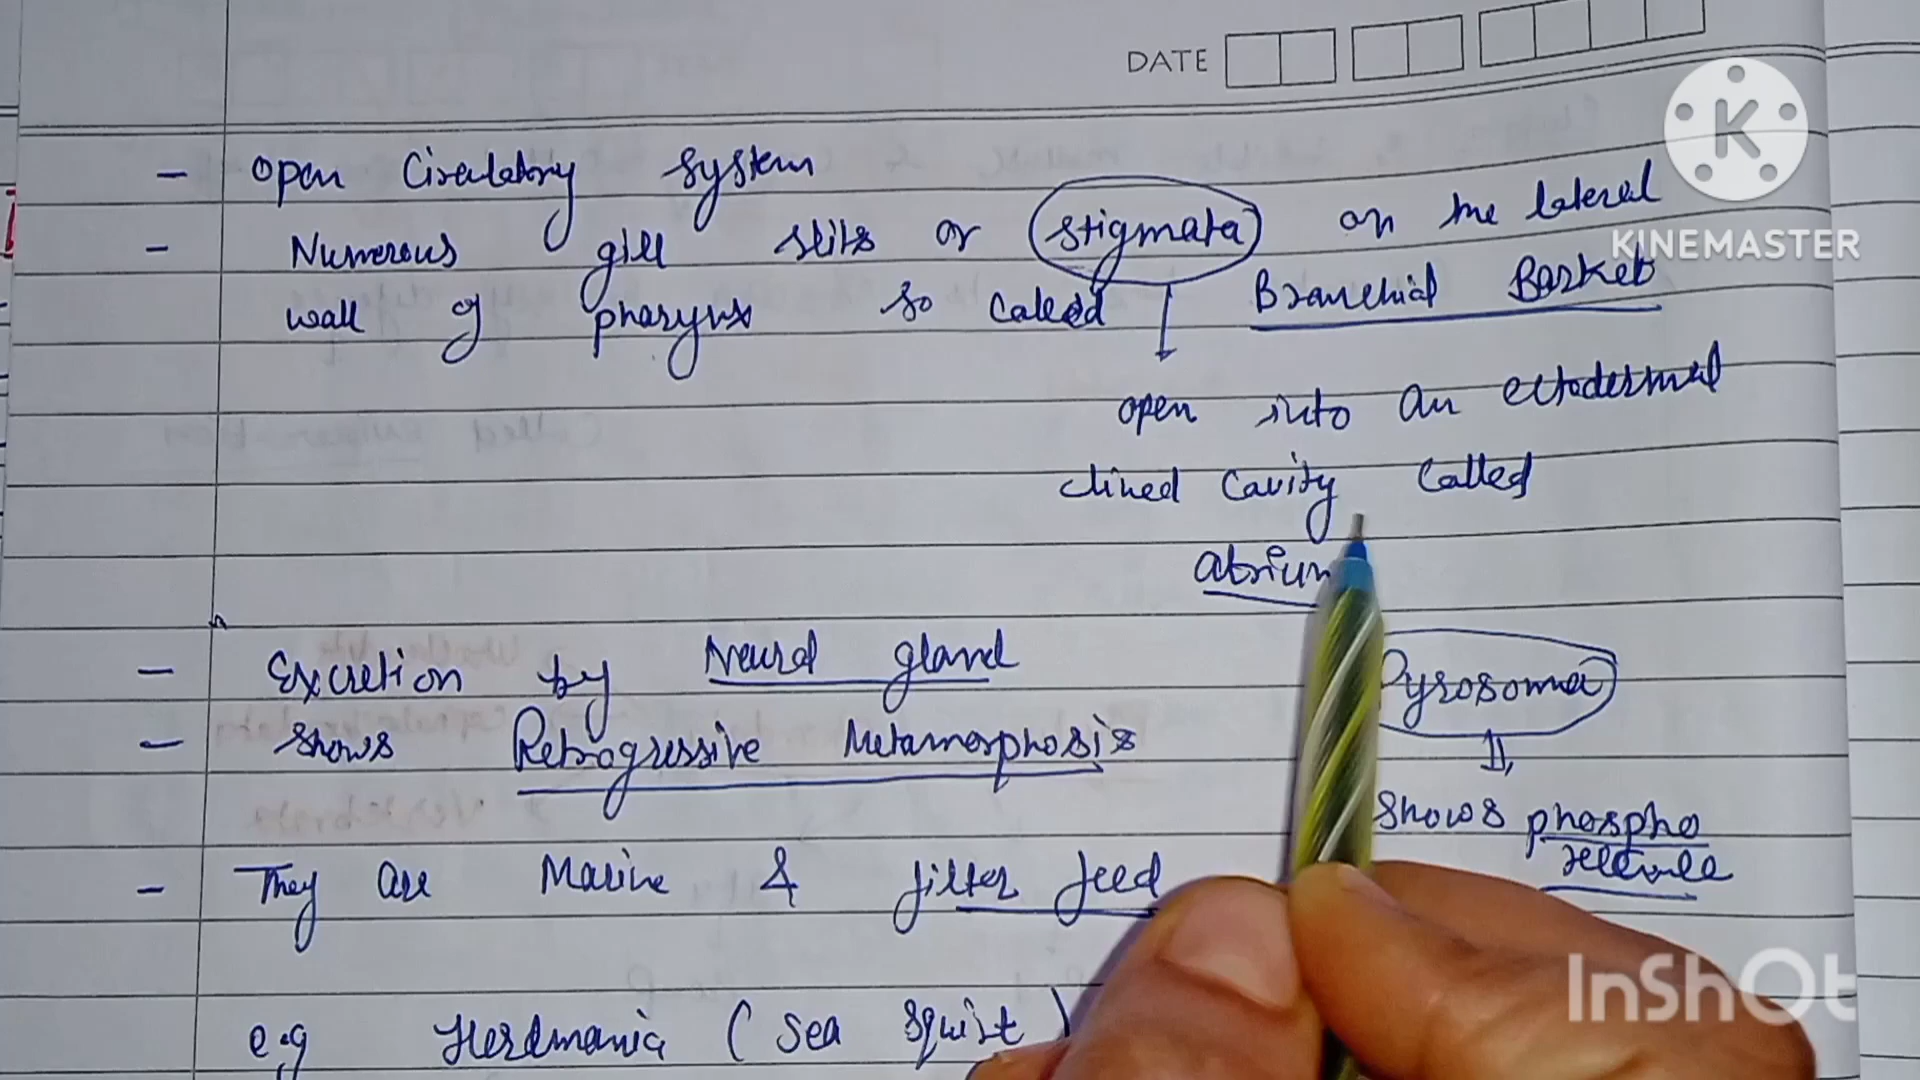 DATE
K
KINEMASTER
- Open Circulatory System
- Numerous gill slits or stigmata on the lateral
wall of pharynx so called Branchial Basket
open into an ectodermal
lined cavity called
atrium
- Excretion by Neural gland
Pyrosoma
- Shows Retrogressive Metamorphosis
Shows phospho
- They are Marine & filter feed
InShOt
e.g Herdmania (Sea Squirt)